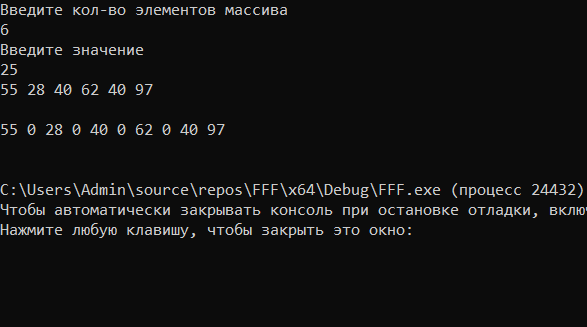 Введите кол-во элементов массива
6
Введите значение
25
55 28 40 62 40 97
55 0 28 0 40 0 62 0 40 97
C:\Users\Admin\source\repos\FFF\x64\Debug\FFF.exe (процесс 24432)
Чтобы автоматически закрывать консоль при остановке отладки, вклю
Нажмите любую клавишу, чтобы закрыть это окно: